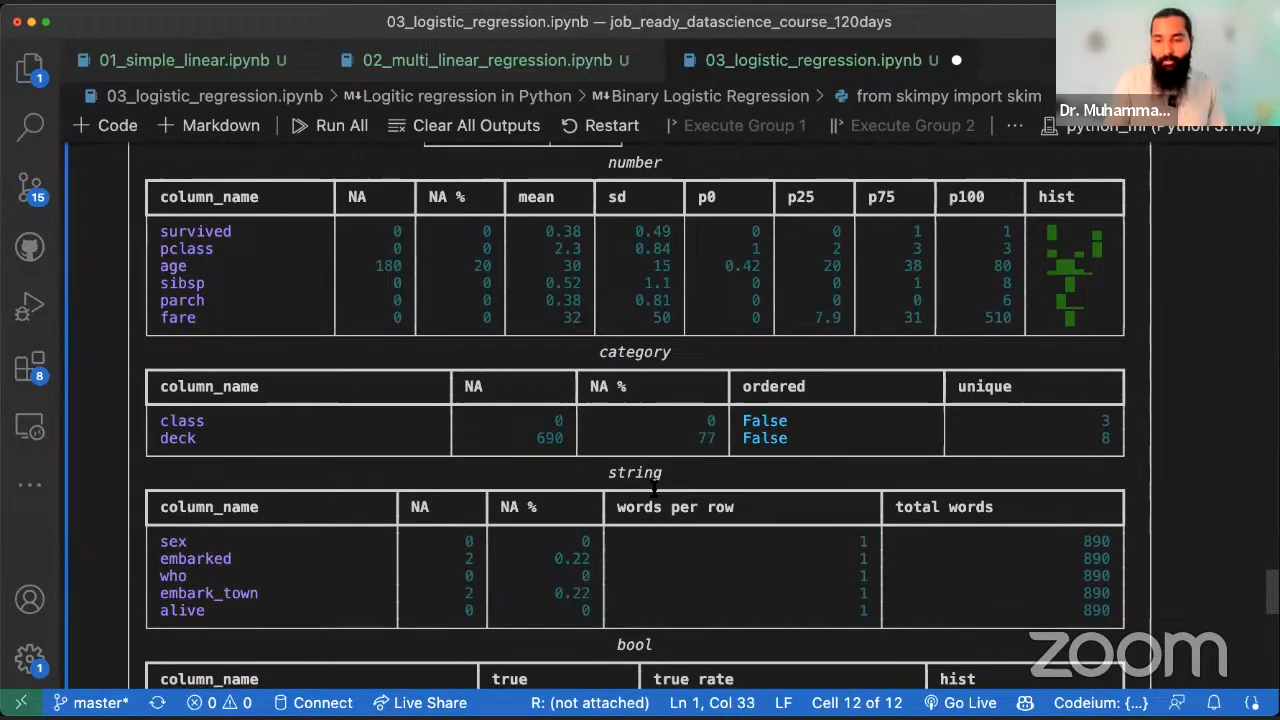 03_logistic_regression.ipynb — job_ready_datascience_course_120days
01_simple_linear.ipynb U
02_multi_linear_regression.ipynb U
03_logistic_regression.ipynb U
03_logistic_regression.ipynb > M↓Logitic regression in Python > M↓Binary Logistic Regression > from skimpy import skim
Dr. Muhamma...
+ Code + Markdown Run All Clear All Outputs Restart Execute Group 1 Execute Group 2 ...
number
column_name NA NA % mean sd p0 p25 p75 p100 hist
survived 0 0 0.38 0.49 0 0 1 1
pclass 0 0 2.3 0.84 1 2 3 3
age 180 20 30 15 0.42 20 38 80
sibsp 0 0 0.52 1.1 0 0 1 8
parch 0 0 0.38 0.81 0 0 0 6
fare 0 0 32 50 0 7.9 31 510
category
column_name NA NA % ordered unique
class 0 0 False 3
deck 690 77 False 8
string
column_name NA NA % words per row total words
sex 0 0 1 890
embarked 2 0.22 1 890
who 0 0 1 890
embark_town 2 0.22 1 890
alive 0 0 1 890
bool
column_name true true rate hist
zoom
1
15
8
1
master* 0 0 Connect Live Share R: (not attached) Ln 1, Col 33 LF Cell 12 of 12 Go Live Codeium: {...}